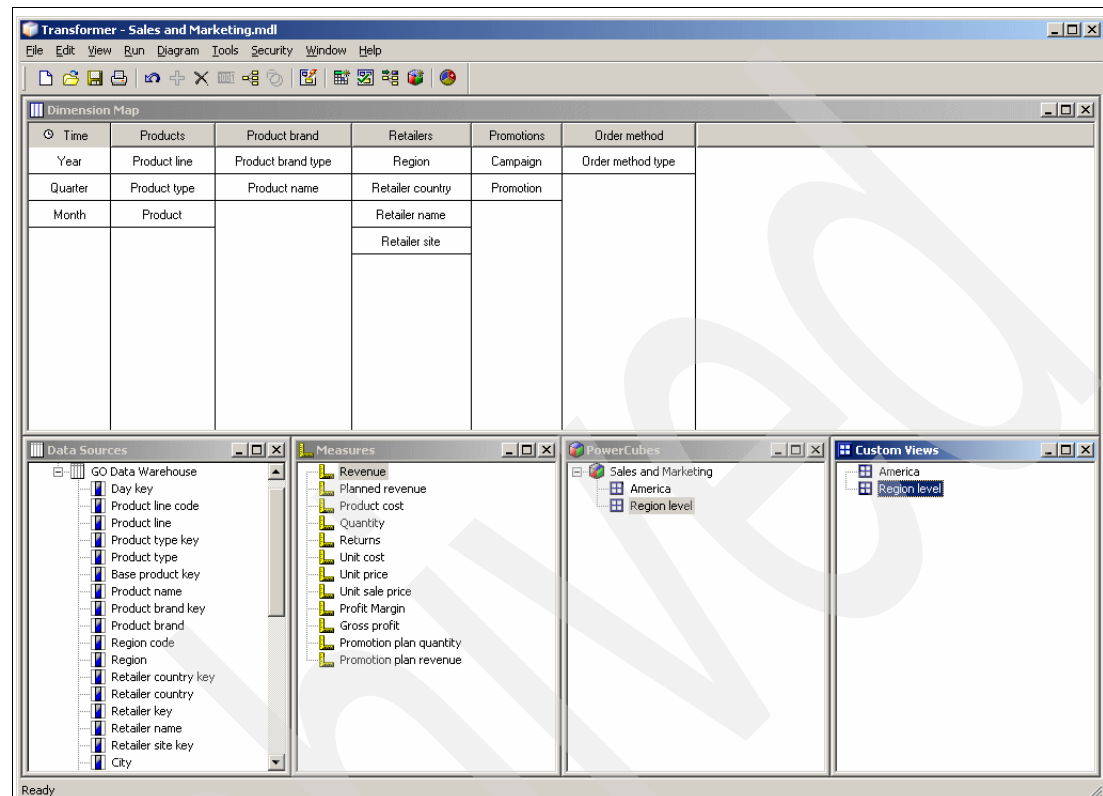 Transformer - Sales and Marketing.mdl
File Edit View Run Diagram Tools Security Window Help
Dimension Map
Time Products Product brand Retailers Promotions Order method
Year Product line Product brand type Region Campaign Order method type
Quarter Product type Product name Retailer country Promotion
Month Product Retailer name
Retailer site
Data Sources
GO Data Warehouse
Day key
Product line code
Product line
Product type key
Product type
Base product key
Product name
Product brand key
Product brand
Region code
Region
Retailer country key
Retailer country
Retailer key
Retailer name
Retailer site key
City
Measures
Revenue
Planned revenue
Product cost
Quantity
Returns
Unit cost
Unit price
Unit sale price
Profit Margin
Gross profit
Promotion plan quantity
Promotion plan revenue
PowerCubes
Sales and Marketing
America
Region level
Custom Views
America
Region level
Ready